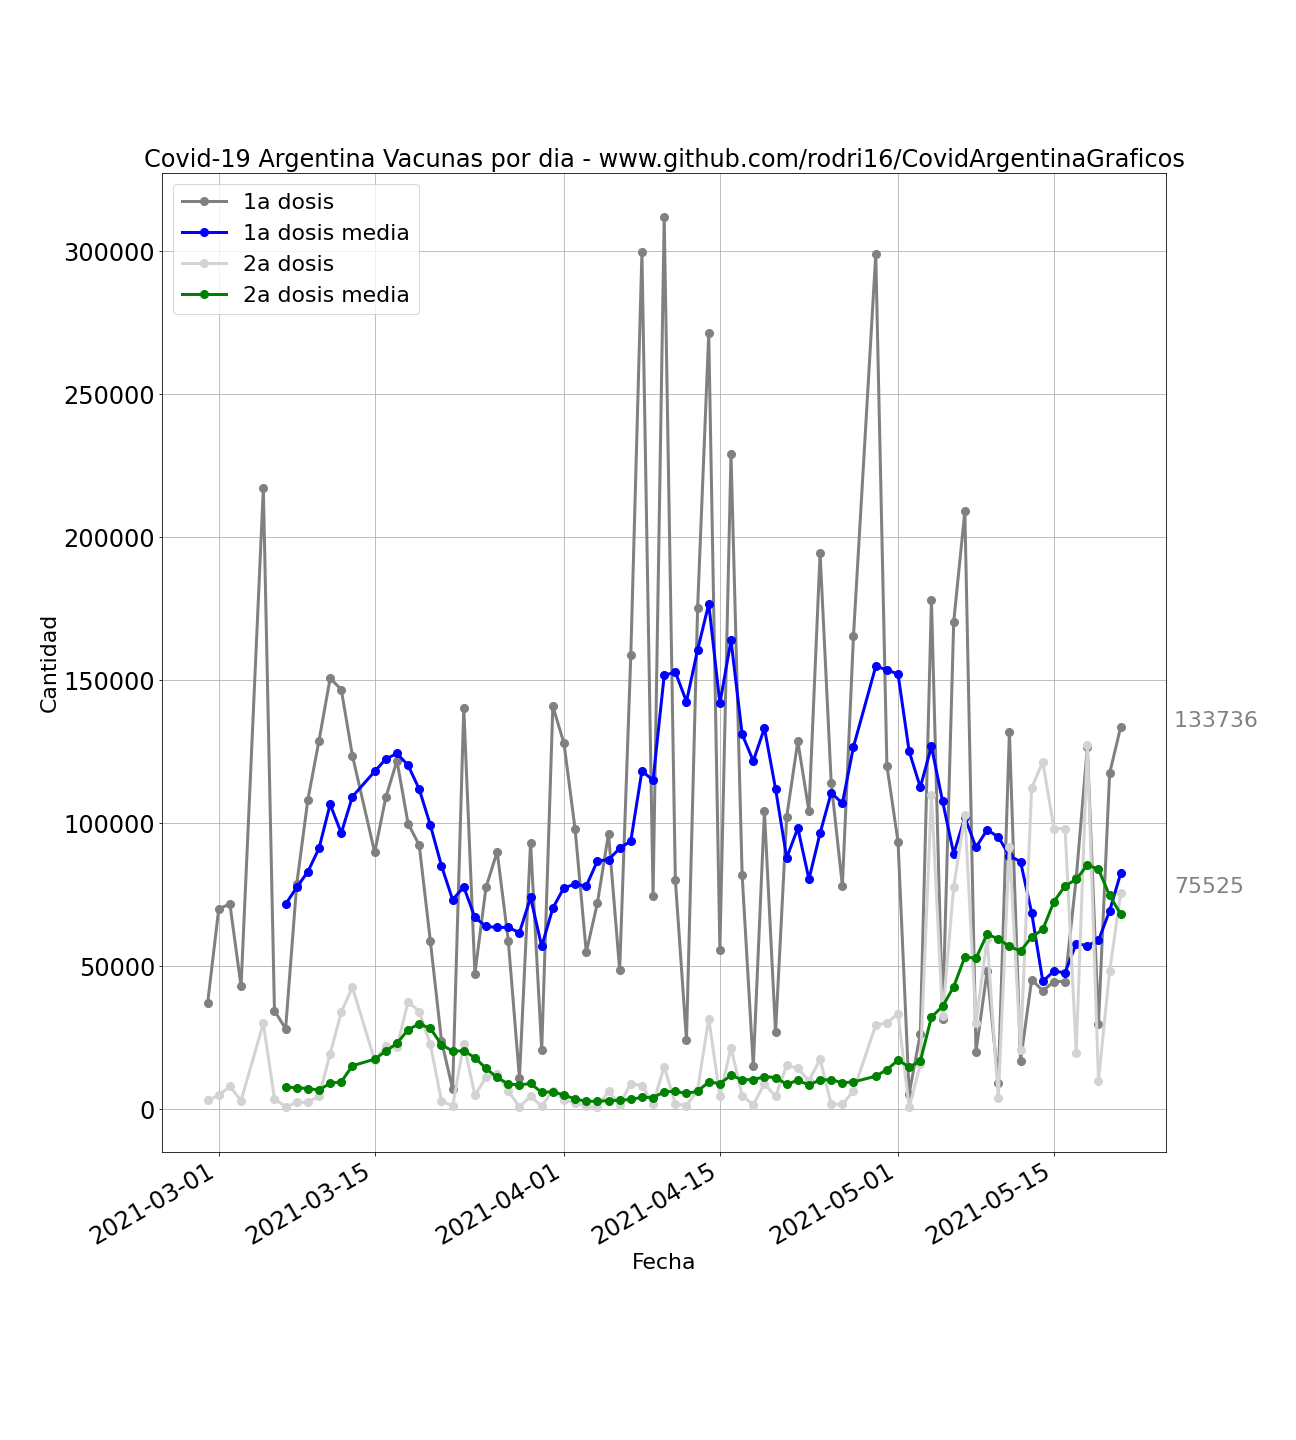 Covid-19 Argentina Vacunas por dia - www.github.com/rodri16/CovidArgentinaGraficos
1a dosis
1a dosis media
2a dosis
2a dosis media
300000
250000
200000
150000
100000
50000
0
Cantidad
133736
75525
2021-03-01
2021-03-15
2021-04-01
2021-04-15
2021-05-01
2021-05-15
Fecha